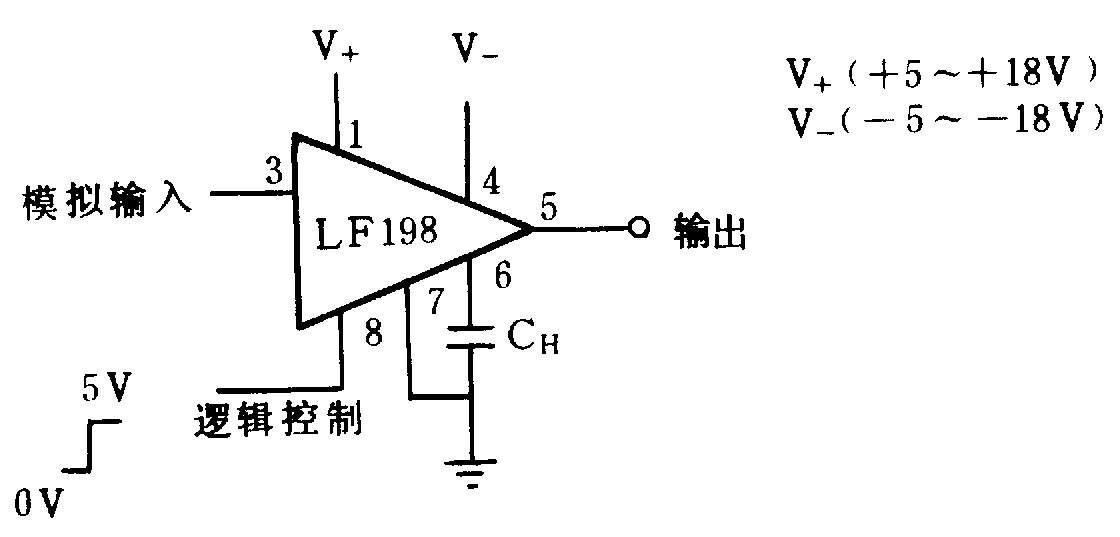 V₊
V₋
V₊(+5~+18V)
V₋(-5~-18V)
1
3
4
模拟输入
LF198
5
输出
6
7
8
C_H
5V
逻辑控制
0V